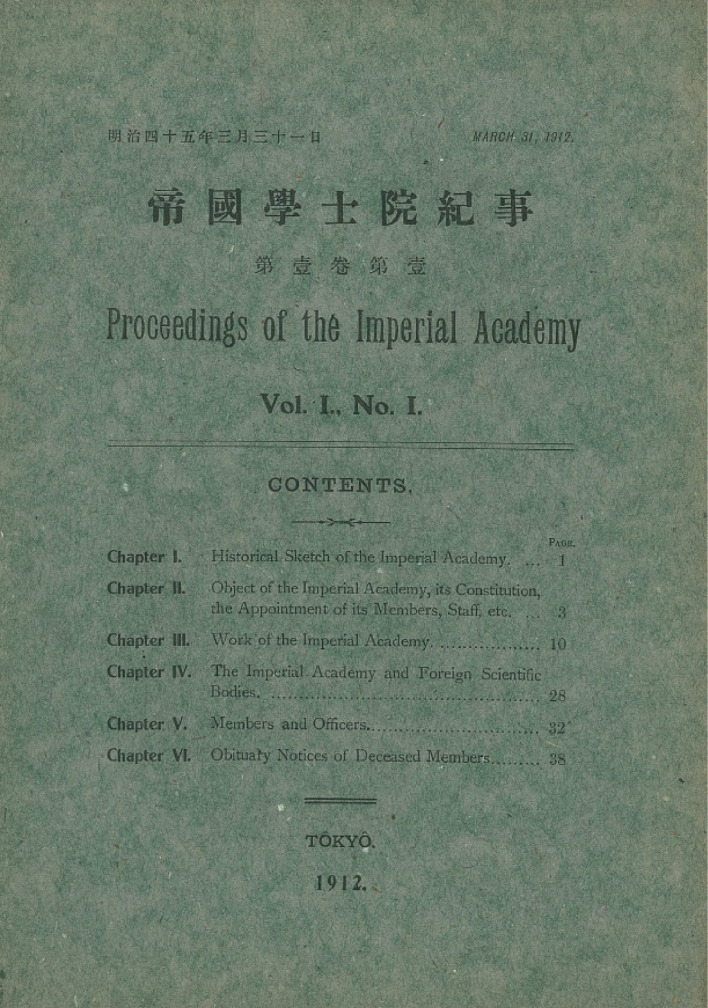 明治四十五年三月三十一日 MARCH 31, 1912.
帝國學士院紀事
第壹卷第壹
Proceedings of the Imperial Academy
Vol. I., No. I.
CONTENTS.
PAGE.
Chapter I. Historical Sketch of the Imperial Academy. ... 1
Chapter II. Object of the Imperial Academy, its Constitution,
the Appointment of its Members, Staff, etc. ... 3
Chapter III. Work of the Imperial Academy. .................. 10
Chapter IV. The Imperial Academy and Foreign Scientific
Bodies. ............................................. 28
Chapter V. Members and Officers............................. 32
Chapter VI. Obituary Notices of Deceased Members......... 38
TÔKYÔ.
1912.